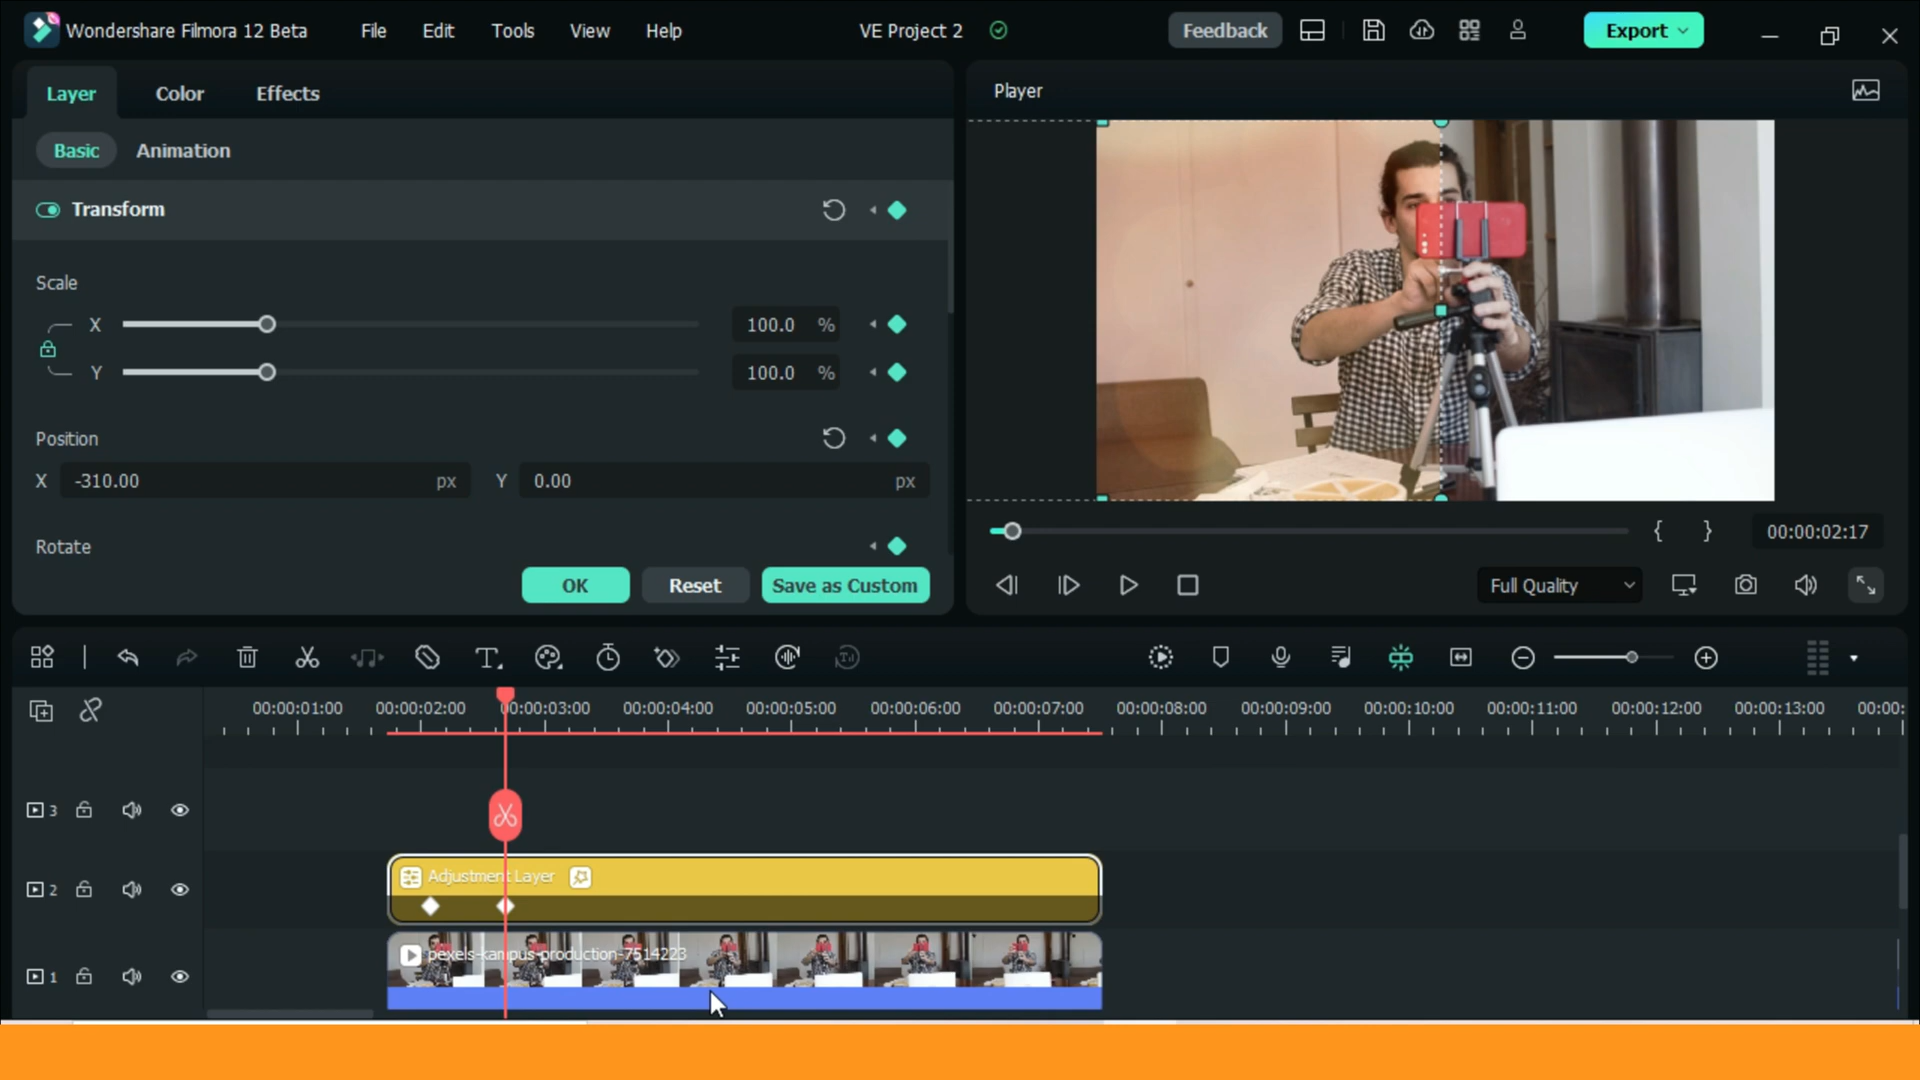 Wondershare Filmora 12 Beta File Edit Tools View Help VE Project 2 Feedback Export
Layer Color Effects
Basic Animation
Transform
Scale
X 100.0 %
Y 100.0 %
Position
X -310.00 px Y 0.00 px
Rotate
OK Reset Save as Custom
Player
{ } 00:00:02:17
Full Quality
00:00:01:00 00:00:02:00 00:00:03:00 00:00:04:00 00:00:05:00 00:00:06:00 00:00:07:00 00:00:08:00 00:00:09:00 00:00:10:00 00:00:11:00 00:00:12:00 00:00:13:00 00:00:
3
2 Adjustment Layer
1 pexels-kampus-production-7514223